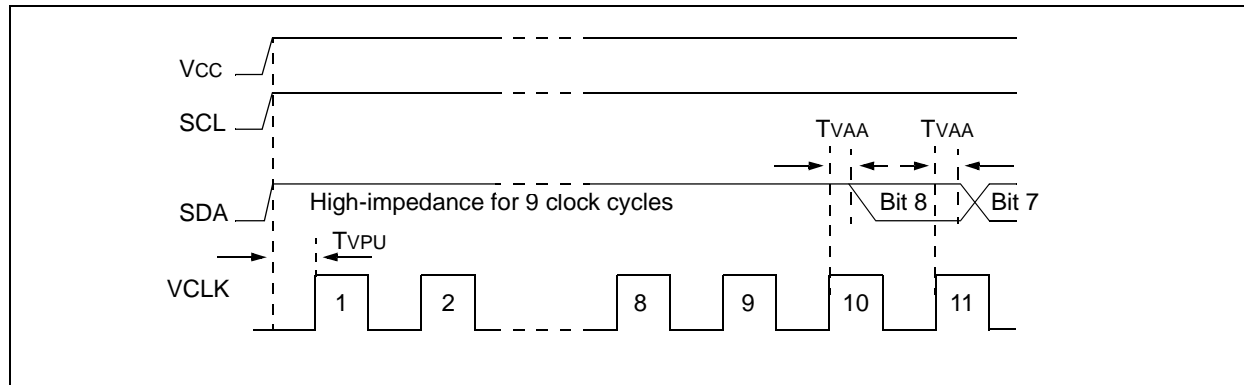 VCC
SCL
TVAA TVAA
SDA High-impedance for 9 clock cycles Bit 8 Bit 7
TVPU
VCLK 1 2 8 9 10 11